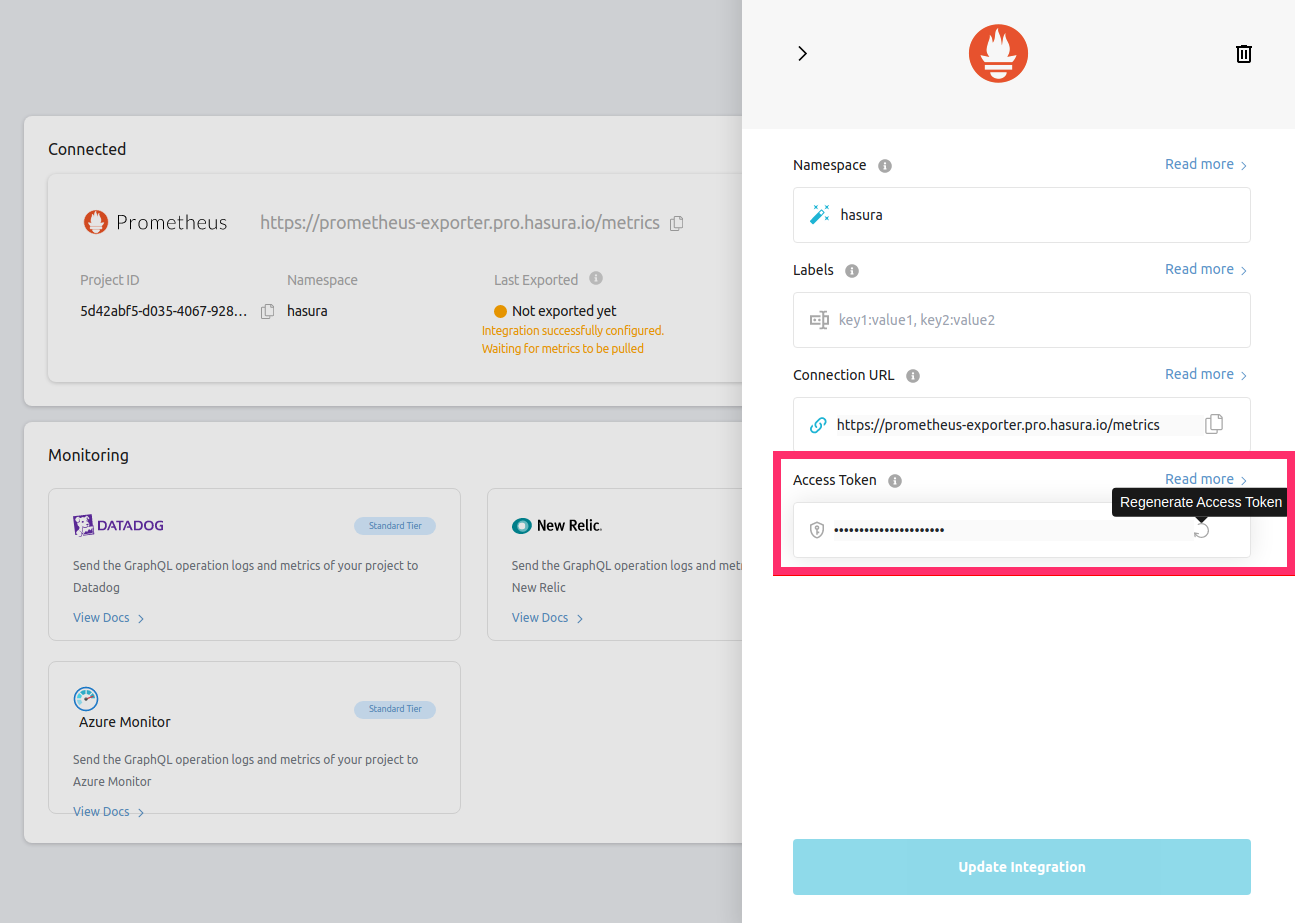 Connected
Prometheus
https://prometheus-exporter.pro.hasura.io/metrics
Project ID
Namespace
Last Exported
5d42abf5-d035-4067-928...
hasura
Not exported yet
Integration successfully configured.
Waiting for metrics to be pulled
Monitoring
DATADOG
Standard Tier
Send the GraphQL operation logs and metrics of your project to
Datadog
View Docs
New Relic.
Send the GraphQL operation logs and met
New Relic
View Docs
Azure Monitor
Standard Tier
Send the GraphQL operation logs and metrics of your project to
Azure Monitor
View Docs
Namespace
Read more
hasura
Labels
Read more
key1:value1, key2:value2
Connection URL
Read more
https://prometheus-exporter.pro.hasura.io/metrics
Access Token
Read more
Regenerate Access Token
••••••••••••••••••••••
Update Integration